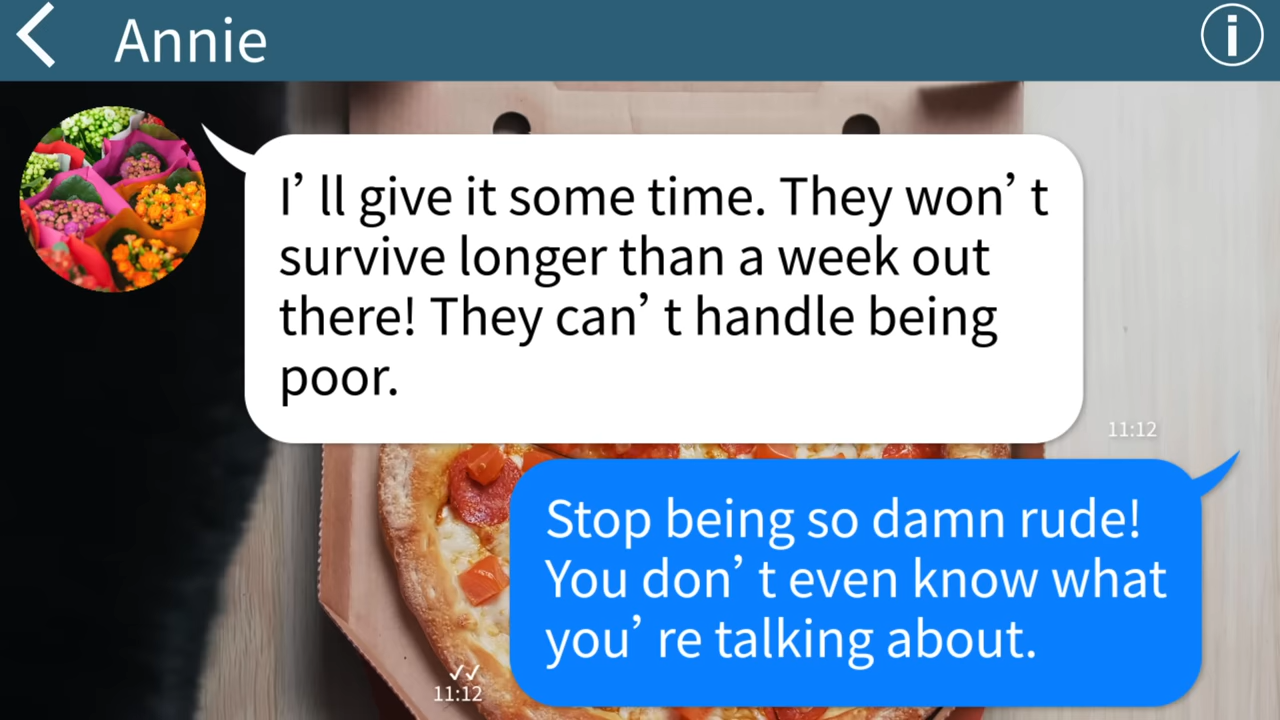 Annie
i
I’ ll give it some time. They won’ t
survive longer than a week out
there! They can’ t handle being
poor.
11:12
Stop being so damn rude!
You don’ t even know what
you’ re talking about.
11:12